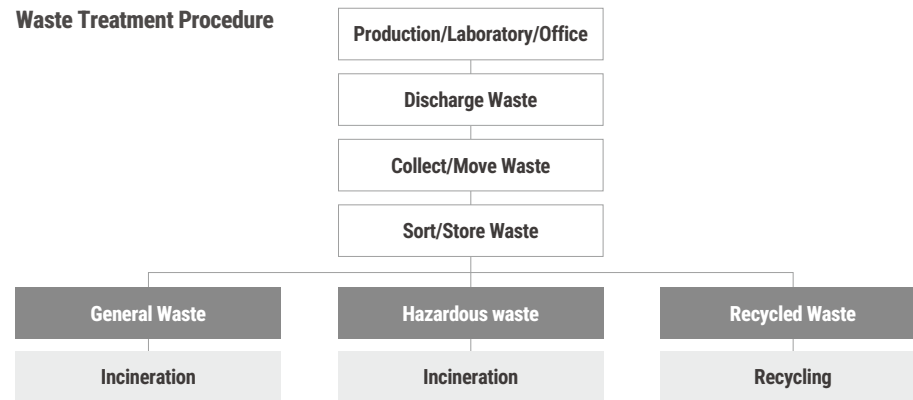 Waste Treatment Procedure
Production/Laboratory/Office
Discharge Waste
Collect/Move Waste
Sort/Store Waste
General Waste
Hazardous waste
Recycled Waste
Incineration
Incineration
Recycling